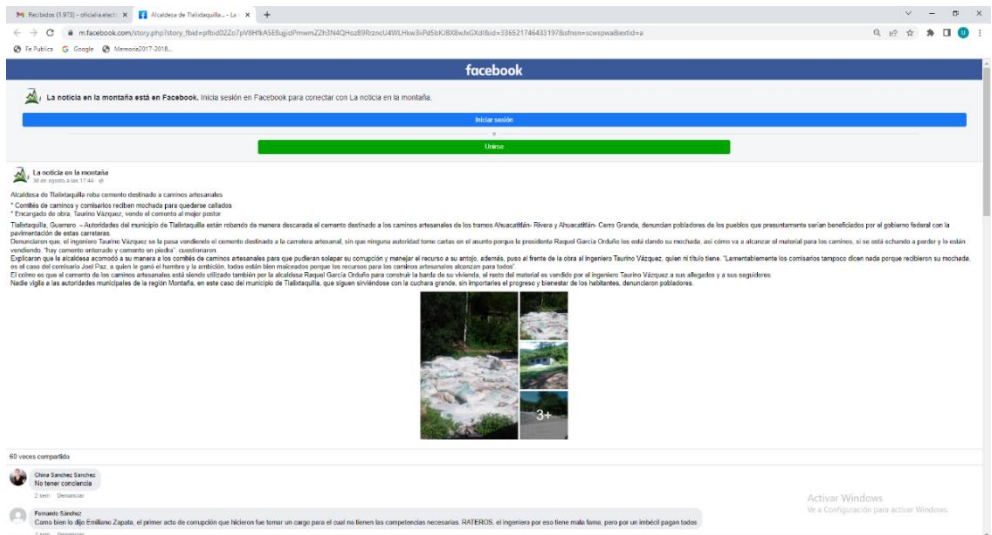 Recibidos (1,973) - oficialia elect
Alcaldesa de Tlalixtaquilla... - La
Fe Publica
Google
Memoria2017-2018...
facebook
La noticia en la montaña está en Facebook. Inicia sesión en Facebook para conectar con La noticia en la montaña.
Iniciar sesión
o
Unirse
La noticia en la montaña
30 de agosto a las 17:44
Alcaldesa de Tlalixtaquilla roba cemento destinado a caminos artesanales
* Comités de caminos y comisarios reciben mochada para quedarse callados
* Encargado de obra, Taurino Vázquez, vende el cemento al mejor postor
Tlalixtaquilla, Guerrero. – Autoridades del municipio de Tlalixtaquilla están robando de manera descarada el cemento destinado a los caminos artesanales de los tramos Ahuacatitlán- Rivera y Ahuacatitlán- Cerro Grande, denuncian pobladores de los pueblos que presuntamente serían beneficiados por el gobierno federal con la
pavimentación de estas carreteras.
Denunciaron que, el ingeniero Taurino Vázquez se la pasa vendiendo el cemento destinado a la carretera artesanal, sin que ninguna autoridad tome cartas en el asunto porque la presidenta Raquel García Orduño les está dando su mochada, así cómo va a alcanzar el material para los caminos, si se está echando a perder y lo están
vendiendo, "hay cemento enterrado y cemento en piedra", cuestionaron.
Explicaron que la alcaldesa acomodó a su manera a los comités de caminos artesanales para que pudieran solapar su corrupción y manejar el recurso a su antojo, además, puso al frente de la obra al ingeniero Taurino Vázquez, quien ni título tiene. "Lamentablemente los comisarios tampoco dicen nada porque recibieron su mochada,
es el caso del comisario Joel Paz, a quien le ganó el hambre y la ambición, todos están bien maiceados porque los recursos para los caminos artesanales alcanzan para todos".
El colmo es que el cemento de los caminos artesanales está siendo utilizado también por la alcaldesa Raquel García Orduño para construir la barda de su vivienda, el resto del material es vendido por el ingeniero Taurino Vázquez a sus allegados y a sus seguidores.
Nadie vigila a las autoridades municipales de la región Montaña, en este caso del municipio de Tlalixtaquilla, que siguen sirviéndose con la cuchara grande, sin importarles el progreso y bienestar de los habitantes, denunciaron pobladores.
3+
60 veces compartido
China Sanchez Sanchez
No tener conciencia
2 sem Denunciar
Fernando Sánchez
Como bien lo dijo Emiliano Zapata, el primer acto de corrupción que hicieron fue tomar un cargo para el cual no tienen las competencias necesarias. RATEROS, el ingeniero por eso tiene mala fama, pero por un imbécil pagan todos
2 sem Denunciar
Activar Windows
Ve a Configuración para activar Windows.